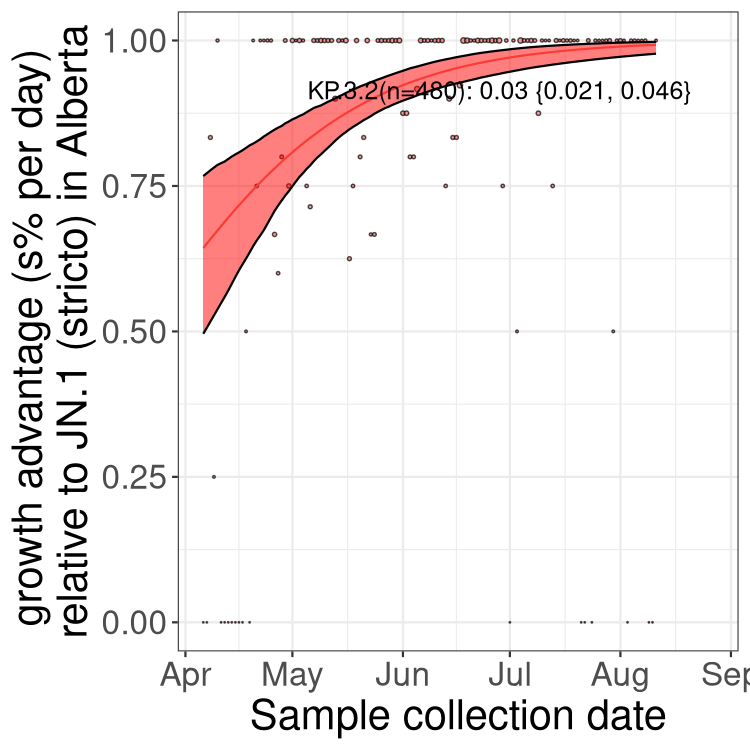 growth advantage (s% per day)
relative to JN.1 (stricto) in Alberta
1.00
0.75
0.50
0.25
0.00
KP.3.2(n=480): 0.03 {0.021, 0.046}
Apr May Jun Jul Aug Sep
Sample collection date